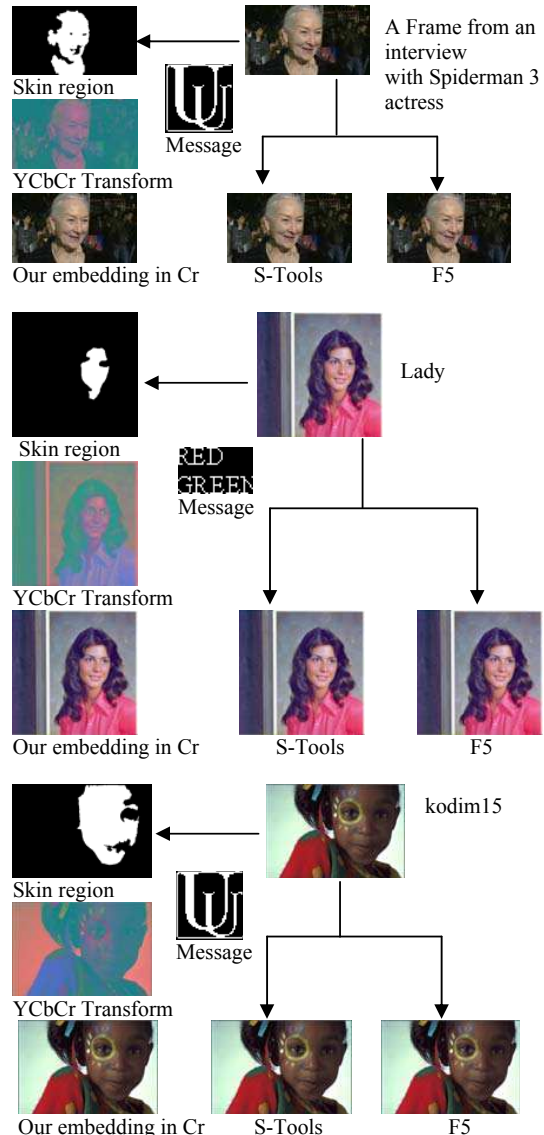 A Frame from an
interview
with Spiderman 3
actress
Skin region
UU
Message
YCbCr Transform
Our embedding in Cr
S-Tools
F5
Lady
Skin region
RED
GREEN
Message
YCbCr Transform
Our embedding in Cr
S-Tools
F5
kodim15
Skin region
UU
Message
YCbCr Transform
Our embedding in Cr
S-Tools
F5